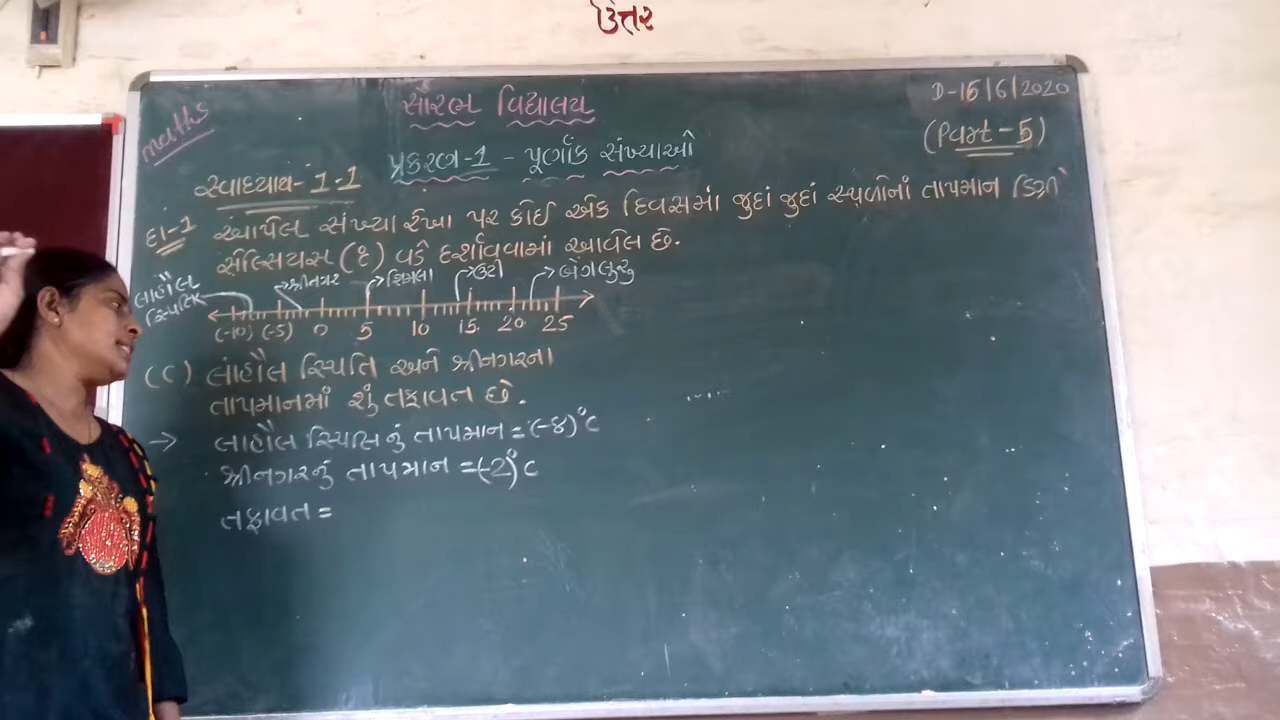 ઉત્તર
maths
સૌરભ વિદ્યાલય
D-15/6/2020
(Part-5)
પ્રકરણ-1 - પૂર્ણાંક સંખ્યાઓ
સ્વાધ્યાય-1.1
દા-1 આપેલ સંખ્યા રેખા પર કોઈ એક દિવસમાં જુદાં જુદાં સ્થળોનાં તાપમાન ડિગ્રી
સેલ્સિયસ (°c) વડે દર્શાવવામાં આવેલ છે.
લાહૌલ સ્પિતિ શ્રીનગર શિમલા ઉટી બેંગલુરુ
(-10) (-5) 0 5 10 15 20 25
(C) લાંહૌલ સ્પિતિ અને શ્રીનગરના
તાપમાનમાં શું તફાવત છે.
→ લાહૌલ સ્પિતિનું તાપમાન = (-8)°C
શ્રીનગરનું તાપમાન = (-2)°C
તફાવત =